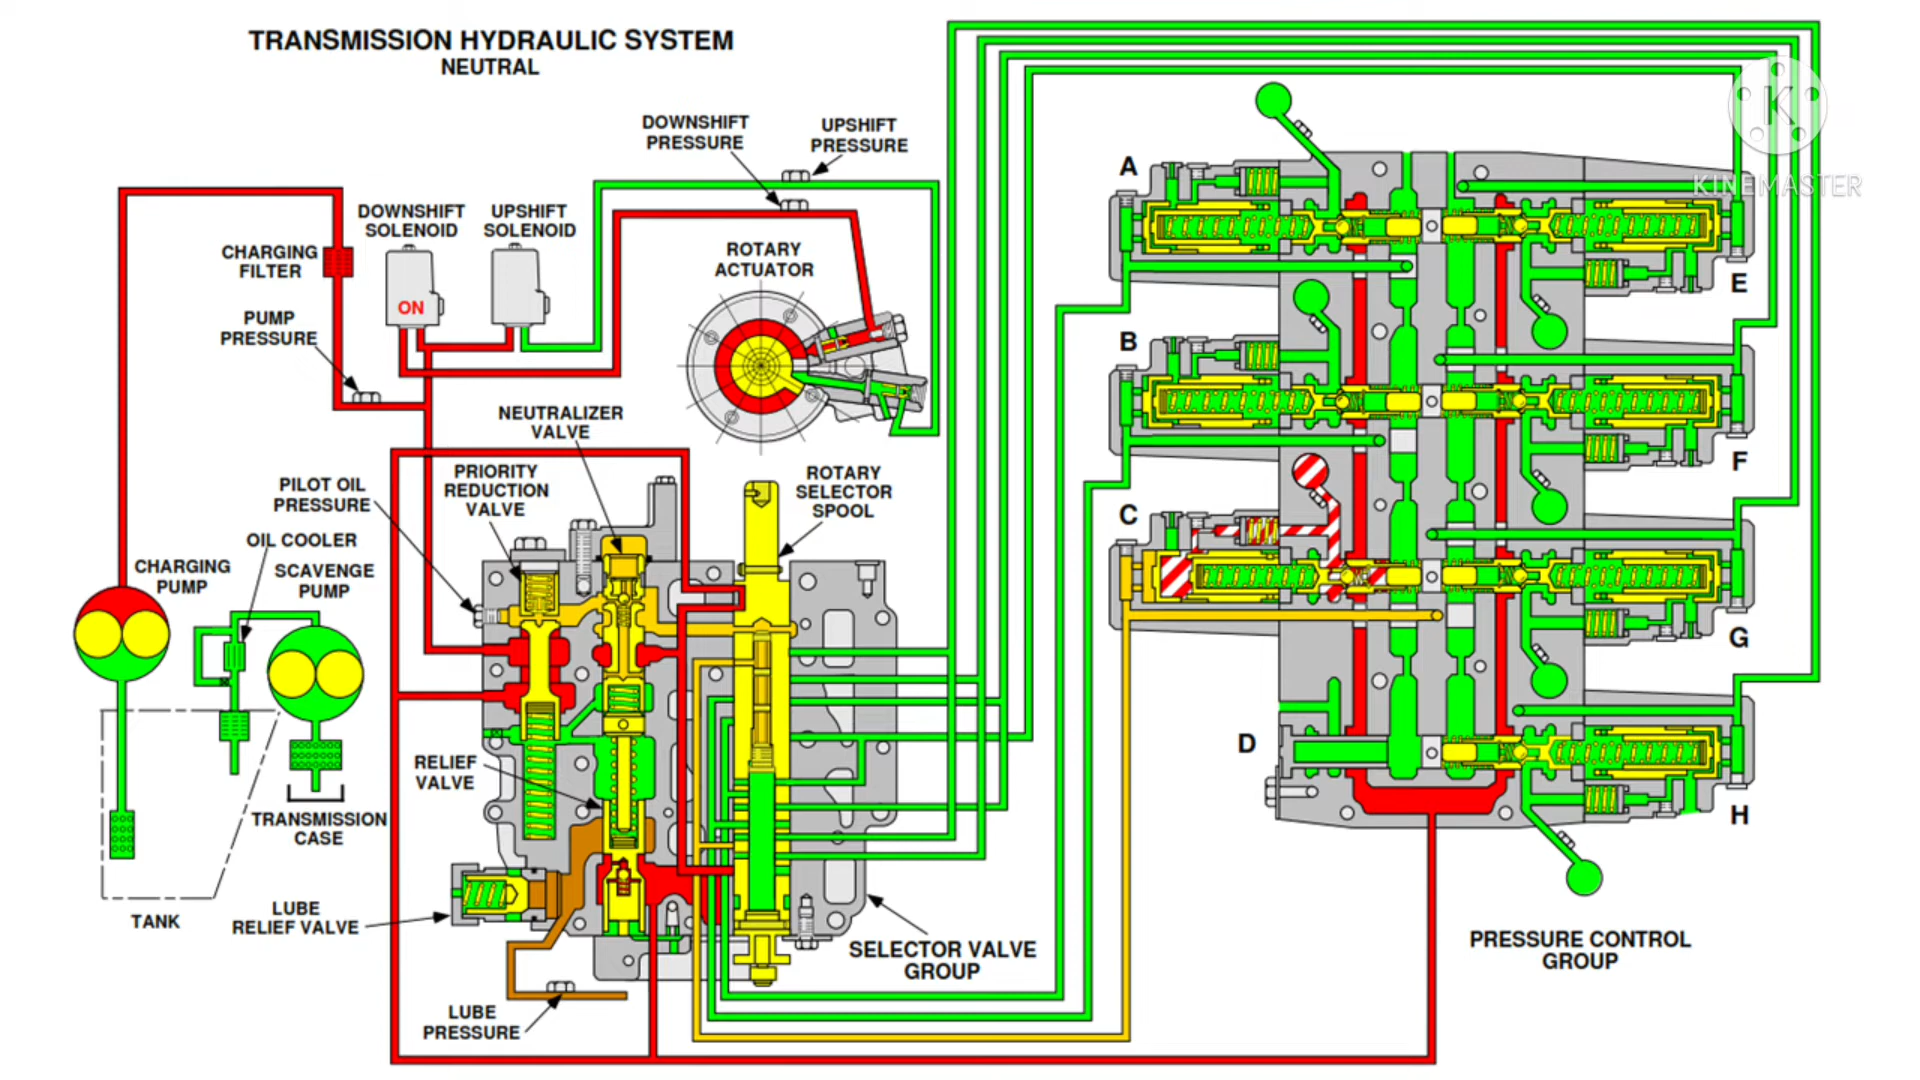 TRANSMISSION HYDRAULIC SYSTEM
NEUTRAL
DOWNSHIFT
PRESSURE
UPSHIFT
PRESSURE
K
KINEMASTER
DOWNSHIFT
SOLENOID
UPSHIFT
SOLENOID
CHARGING
FILTER
ON
ROTARY
ACTUATOR
PUMP
PRESSURE
NEUTRALIZER
VALVE
PRIORITY
REDUCTION
VALVE
ROTARY
SELECTOR
SPOOL
PILOT OIL
PRESSURE
OIL COOLER
CHARGING
PUMP
SCAVENGE
PUMP
RELIEF
VALVE
TRANSMISSION
CASE
TANK
LUBE
RELIEF VALVE
LUBE
PRESSURE
SELECTOR VALVE
GROUP
A
E
B
F
C
G
D
H
PRESSURE CONTROL
GROUP